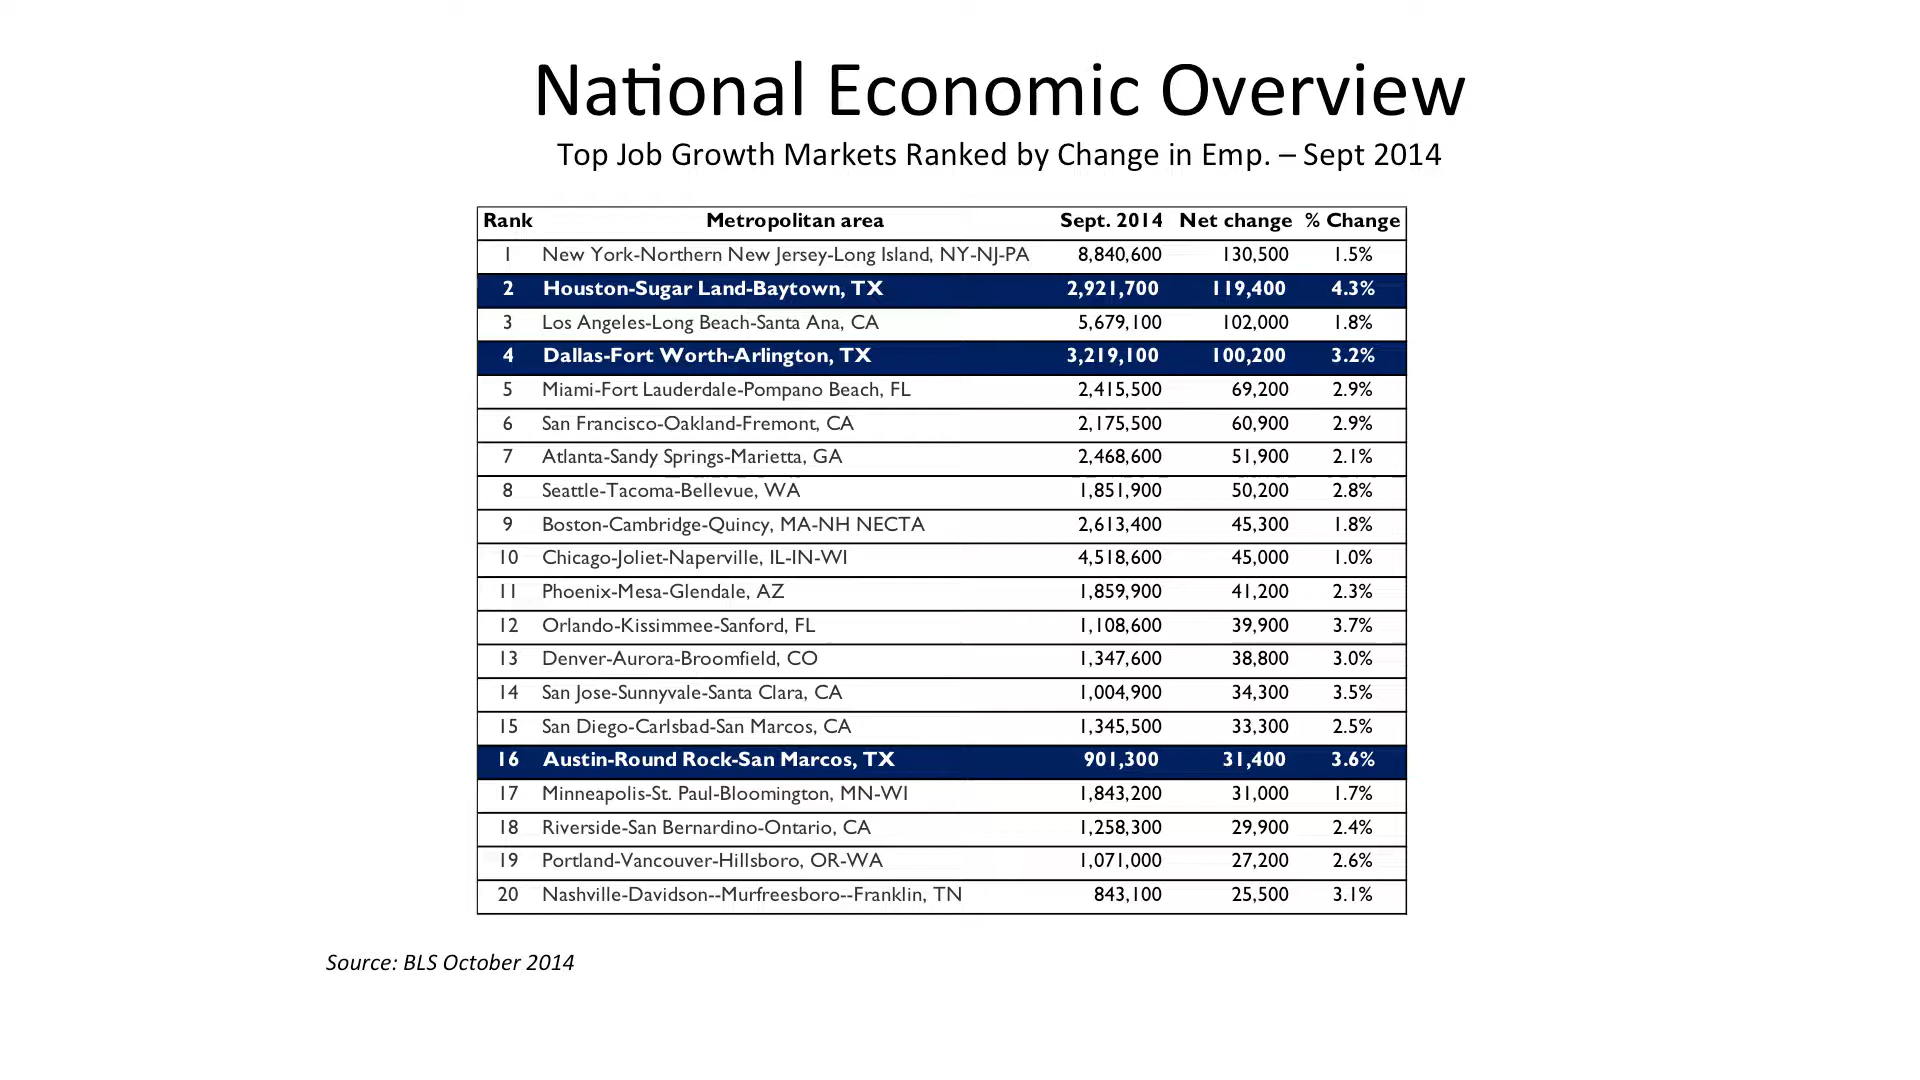 National Economic Overview
Top Job Growth Markets Ranked by Change in Emp. – Sept 2014
Rank Metropolitan area Sept. 2014 Net change % Change
1 New York-Northern New Jersey-Long Island, NY-NJ-PA 8,840,600 130,500 1.5%
2 Houston-Sugar Land-Baytown, TX 2,921,700 119,400 4.3%
3 Los Angeles-Long Beach-Santa Ana, CA 5,679,100 102,000 1.8%
4 Dallas-Fort Worth-Arlington, TX 3,219,100 100,200 3.2%
5 Miami-Fort Lauderdale-Pompano Beach, FL 2,415,500 69,200 2.9%
6 San Francisco-Oakland-Fremont, CA 2,175,500 60,900 2.9%
7 Atlanta-Sandy Springs-Marietta, GA 2,468,600 51,900 2.1%
8 Seattle-Tacoma-Bellevue, WA 1,851,900 50,200 2.8%
9 Boston-Cambridge-Quincy, MA-NH NECTA 2,613,400 45,300 1.8%
10 Chicago-Joliet-Naperville, IL-IN-WI 4,518,600 45,000 1.0%
11 Phoenix-Mesa-Glendale, AZ 1,859,900 41,200 2.3%
12 Orlando-Kissimmee-Sanford, FL 1,108,600 39,900 3.7%
13 Denver-Aurora-Broomfield, CO 1,347,600 38,800 3.0%
14 San Jose-Sunnyvale-Santa Clara, CA 1,004,900 34,300 3.5%
15 San Diego-Carlsbad-San Marcos, CA 1,345,500 33,300 2.5%
16 Austin-Round Rock-San Marcos, TX 901,300 31,400 3.6%
17 Minneapolis-St. Paul-Bloomington, MN-WI 1,843,200 31,000 1.7%
18 Riverside-San Bernardino-Ontario, CA 1,258,300 29,900 2.4%
19 Portland-Vancouver-Hillsboro, OR-WA 1,071,000 27,200 2.6%
20 Nashville-Davidson--Murfreesboro--Franklin, TN 843,100 25,500 3.1%
Source: BLS October 2014